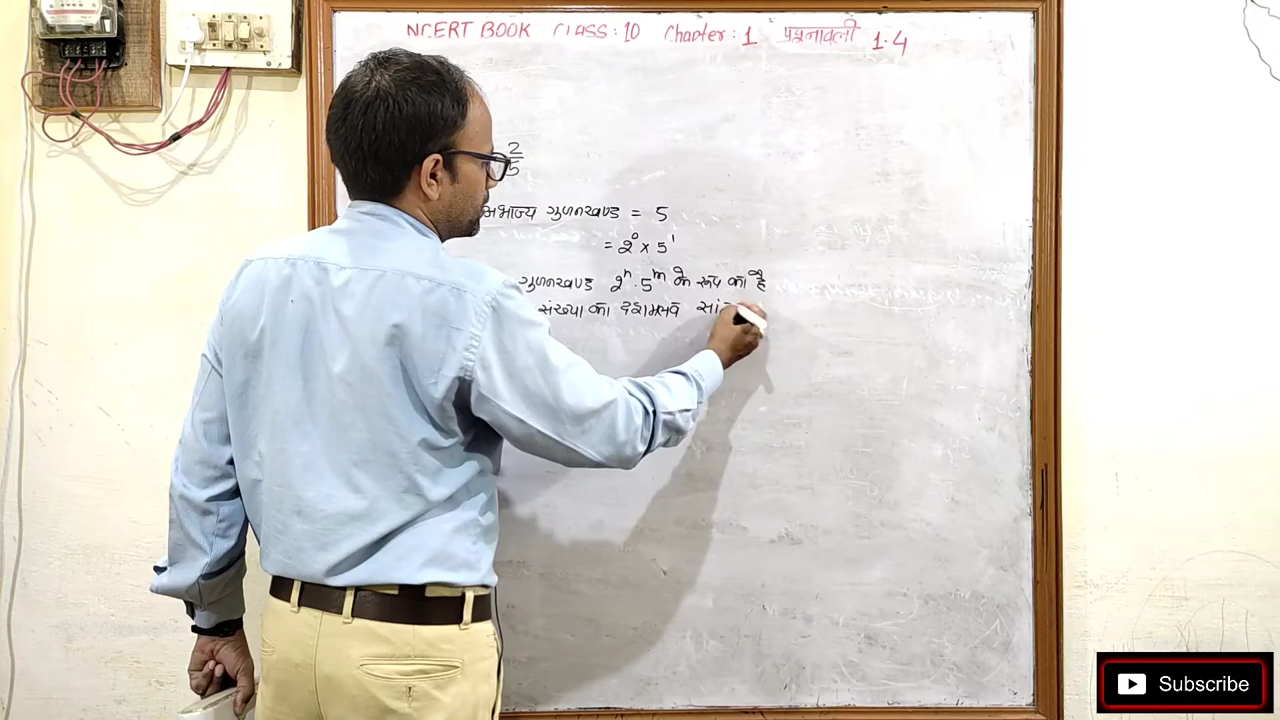 NCERT BOOK CLASS:10 Chapter:1 प्रश्नावली 1.4
2/5
अभाज्य गुणनखण्ड = 5
= 2⁰ × 5¹
गुणनखण्ड 2ⁿ·5ᵐ के रूप का है
संख्या का दशमलव
Subscribe